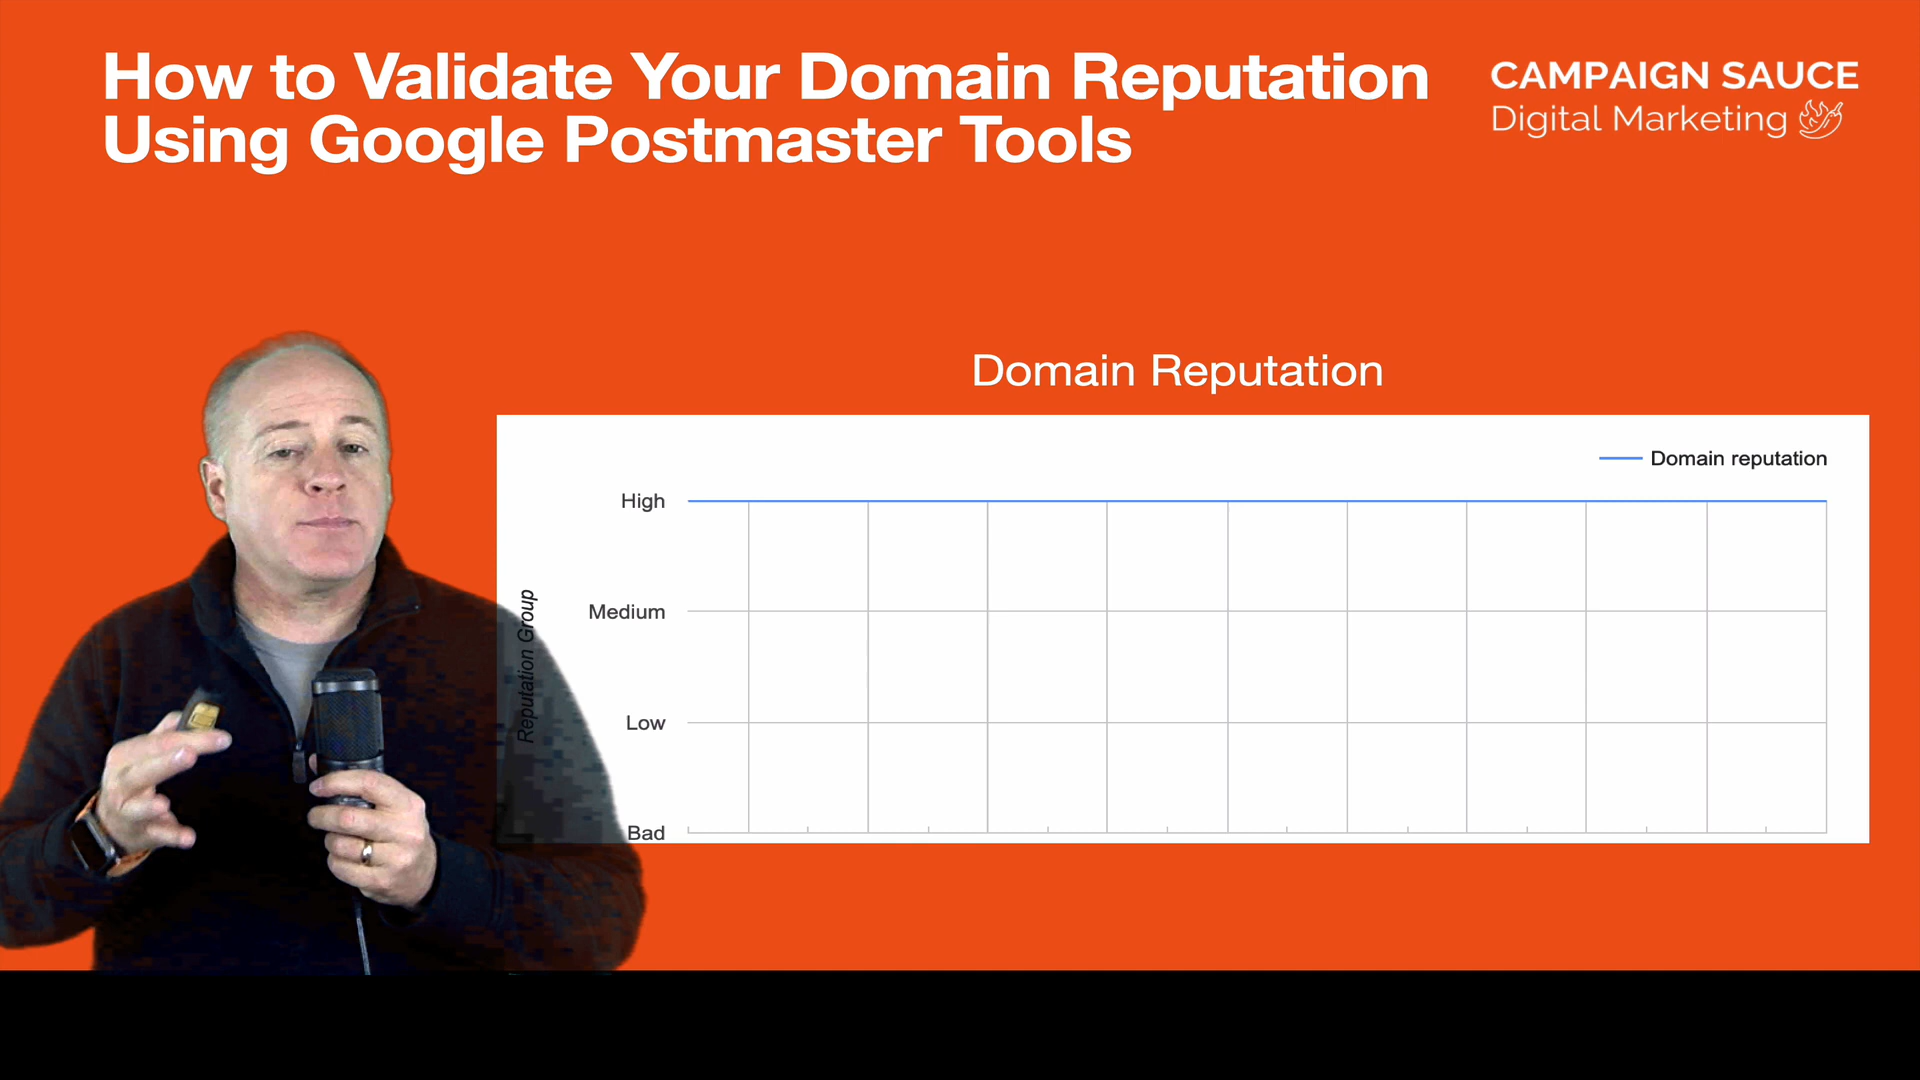 How to Validate Your Domain Reputation
Using Google Postmaster Tools
CAMPAIGN SAUCE
Digital Marketing
Domain Reputation
Domain reputation
High
Medium
Low
Bad
Reputation Group